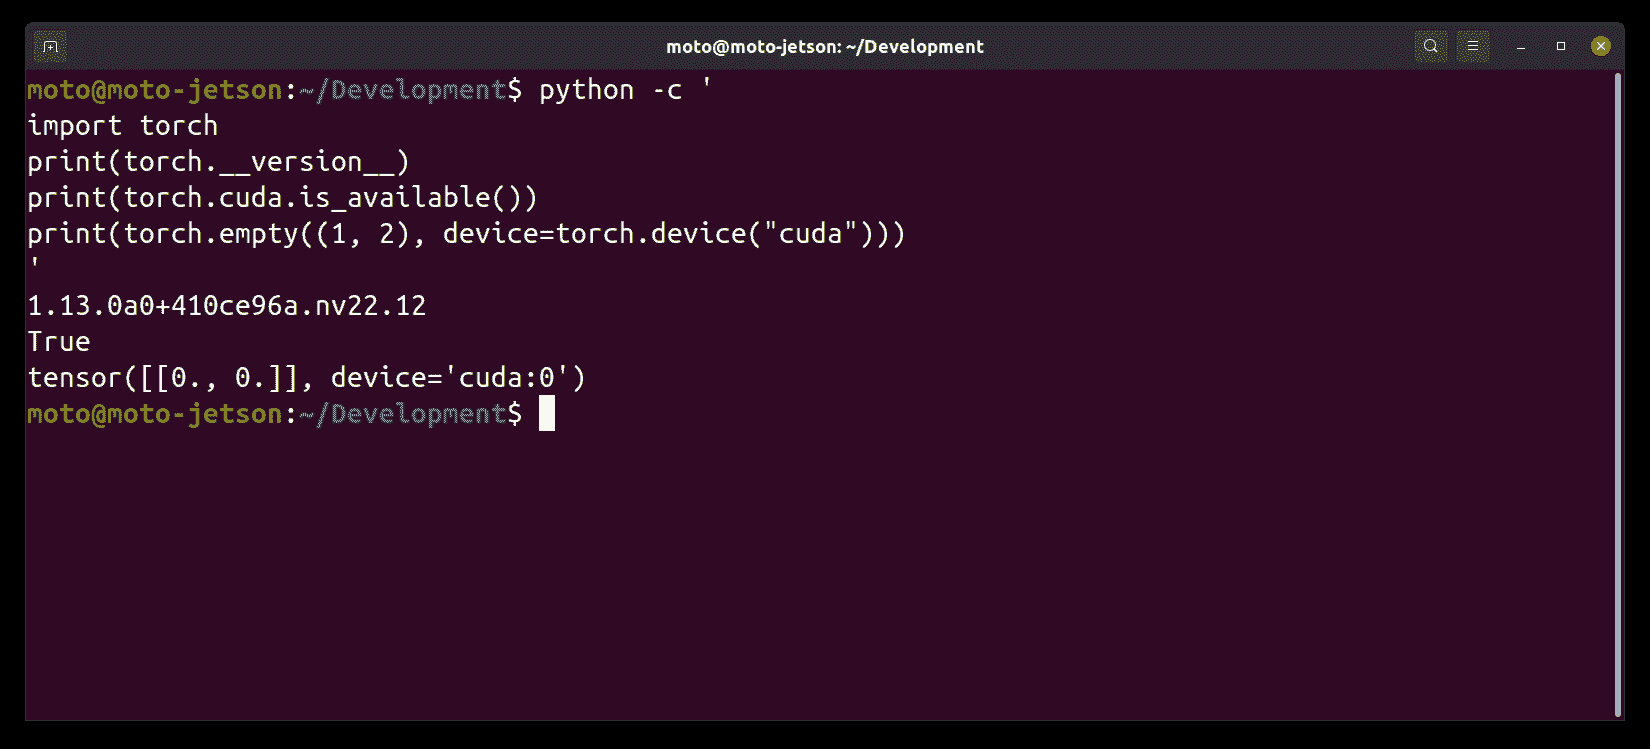 moto@moto-jetson: ~/Development
moto@moto-jetson:~/Development$ python -c '
import torch
print(torch.__version__)
print(torch.cuda.is_available())
print(torch.empty((1, 2), device=torch.device("cuda")))
'
1.13.0a0+410ce96a.nv22.12
True
tensor([[0., 0.]], device='cuda:0')
moto@moto-jetson:~/Development$